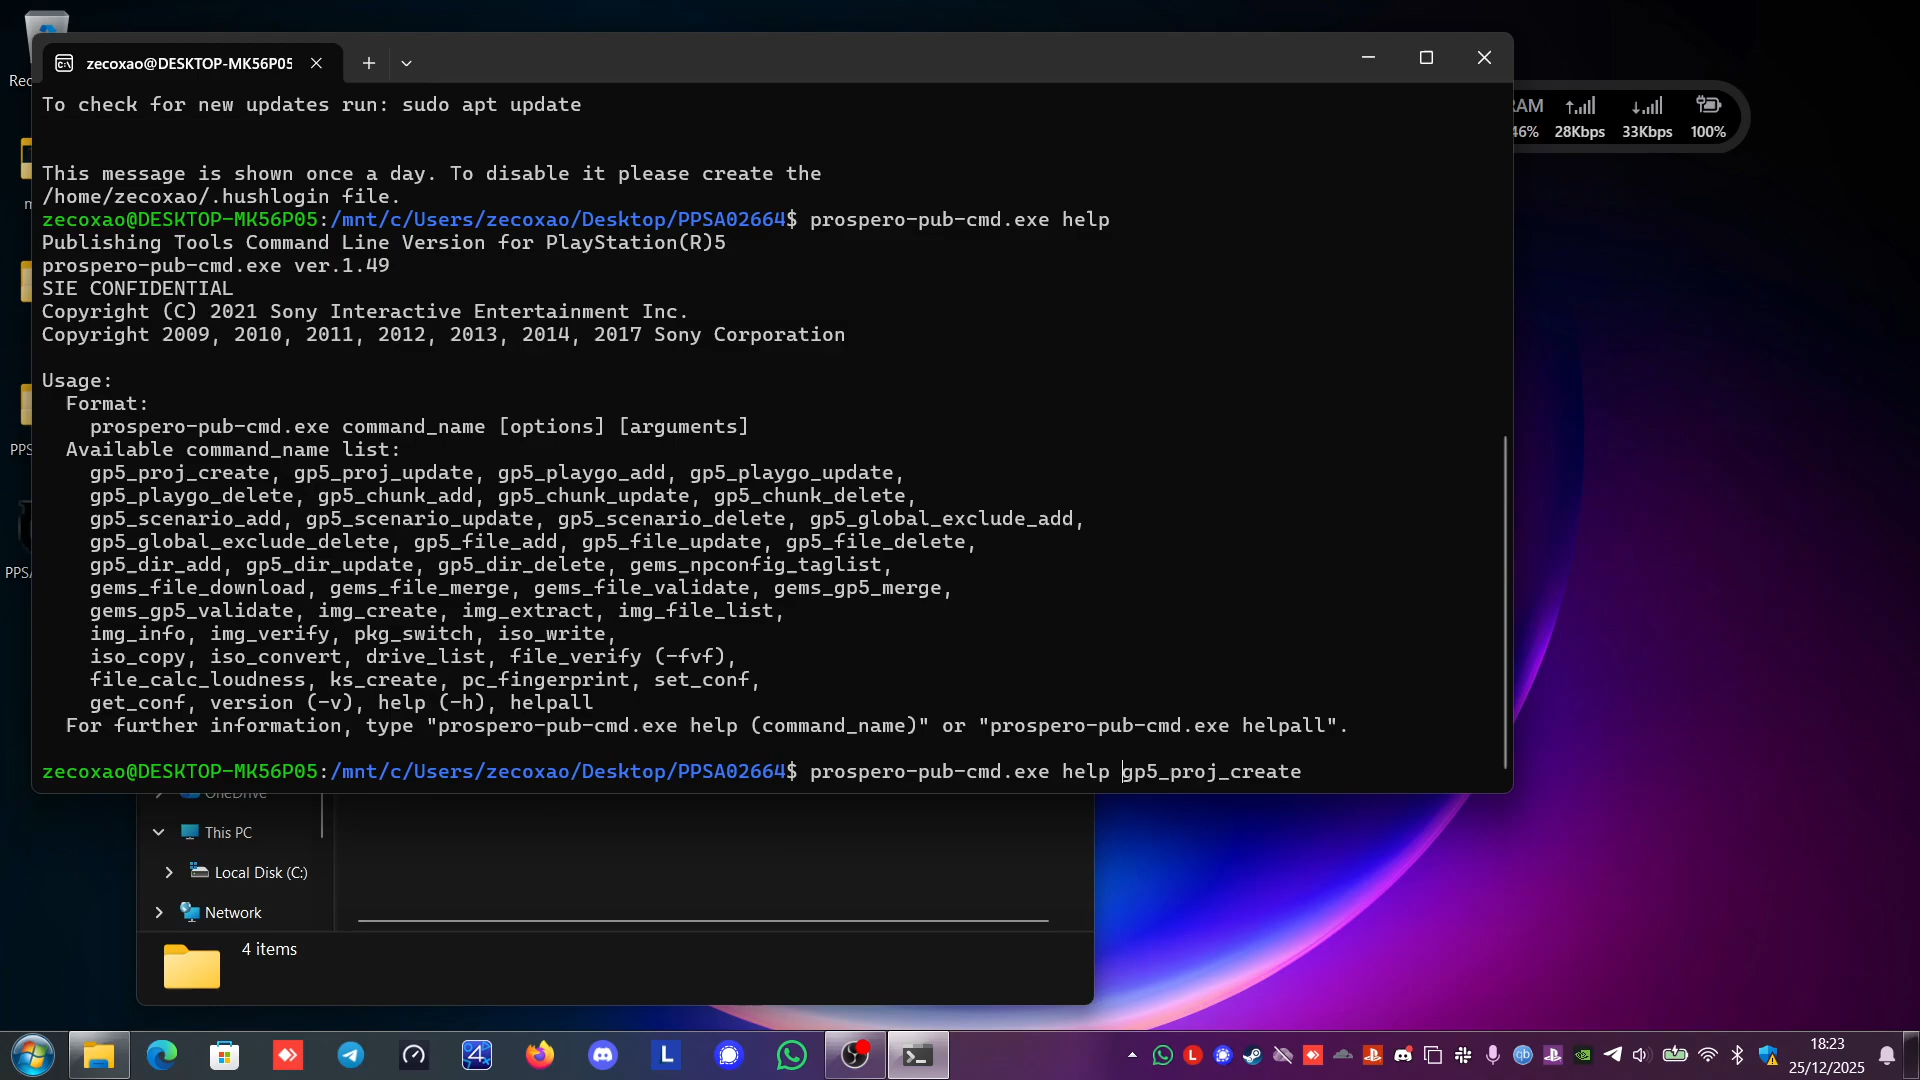 zecoxao@DESKTOP-MK56P05
To check for new updates run: sudo apt update
This message is shown once a day. To disable it please create the
/home/zecoxao/.hushlogin file.
zecoxao@DESKTOP-MK56P05:/mnt/c/Users/zecoxao/Desktop/PPSA02664$ prospero-pub-cmd.exe help
Publishing Tools Command Line Version for PlayStation(R)5
prospero-pub-cmd.exe ver.1.49
SIE CONFIDENTIAL
Copyright (C) 2021 Sony Interactive Entertainment Inc.
Copyright 2009, 2010, 2011, 2012, 2013, 2014, 2017 Sony Corporation
Usage:
Format:
prospero-pub-cmd.exe command_name [options] [arguments]
Available command_name list:
gp5_proj_create, gp5_proj_update, gp5_playgo_add, gp5_playgo_update,
gp5_playgo_delete, gp5_chunk_add, gp5_chunk_update, gp5_chunk_delete,
gp5_scenario_add, gp5_scenario_update, gp5_scenario_delete, gp5_global_exclude_add,
gp5_global_exclude_delete, gp5_file_add, gp5_file_update, gp5_file_delete,
gp5_dir_add, gp5_dir_update, gp5_dir_delete, gems_npconfig_taglist,
gems_file_download, gems_file_merge, gems_file_validate, gems_gp5_merge,
gems_gp5_validate, img_create, img_extract, img_file_list,
img_info, img_verify, pkg_switch, iso_write,
iso_copy, iso_convert, drive_list, file_verify (-fvf),
file_calc_loudness, ks_create, pc_fingerprint, set_conf,
get_conf, version (-v), help (-h), helpall
For further information, type "prospero-pub-cmd.exe help (command_name)" or "prospero-pub-cmd.exe helpall".
zecoxao@DESKTOP-MK56P05:/mnt/c/Users/zecoxao/Desktop/PPSA02664$ prospero-pub-cmd.exe help gp5_proj_create
RAM
46% 28Kbps 33Kbps 100%
OneDrive
This PC
Local Disk (C:)
Network
4 items
18:23
25/12/2025